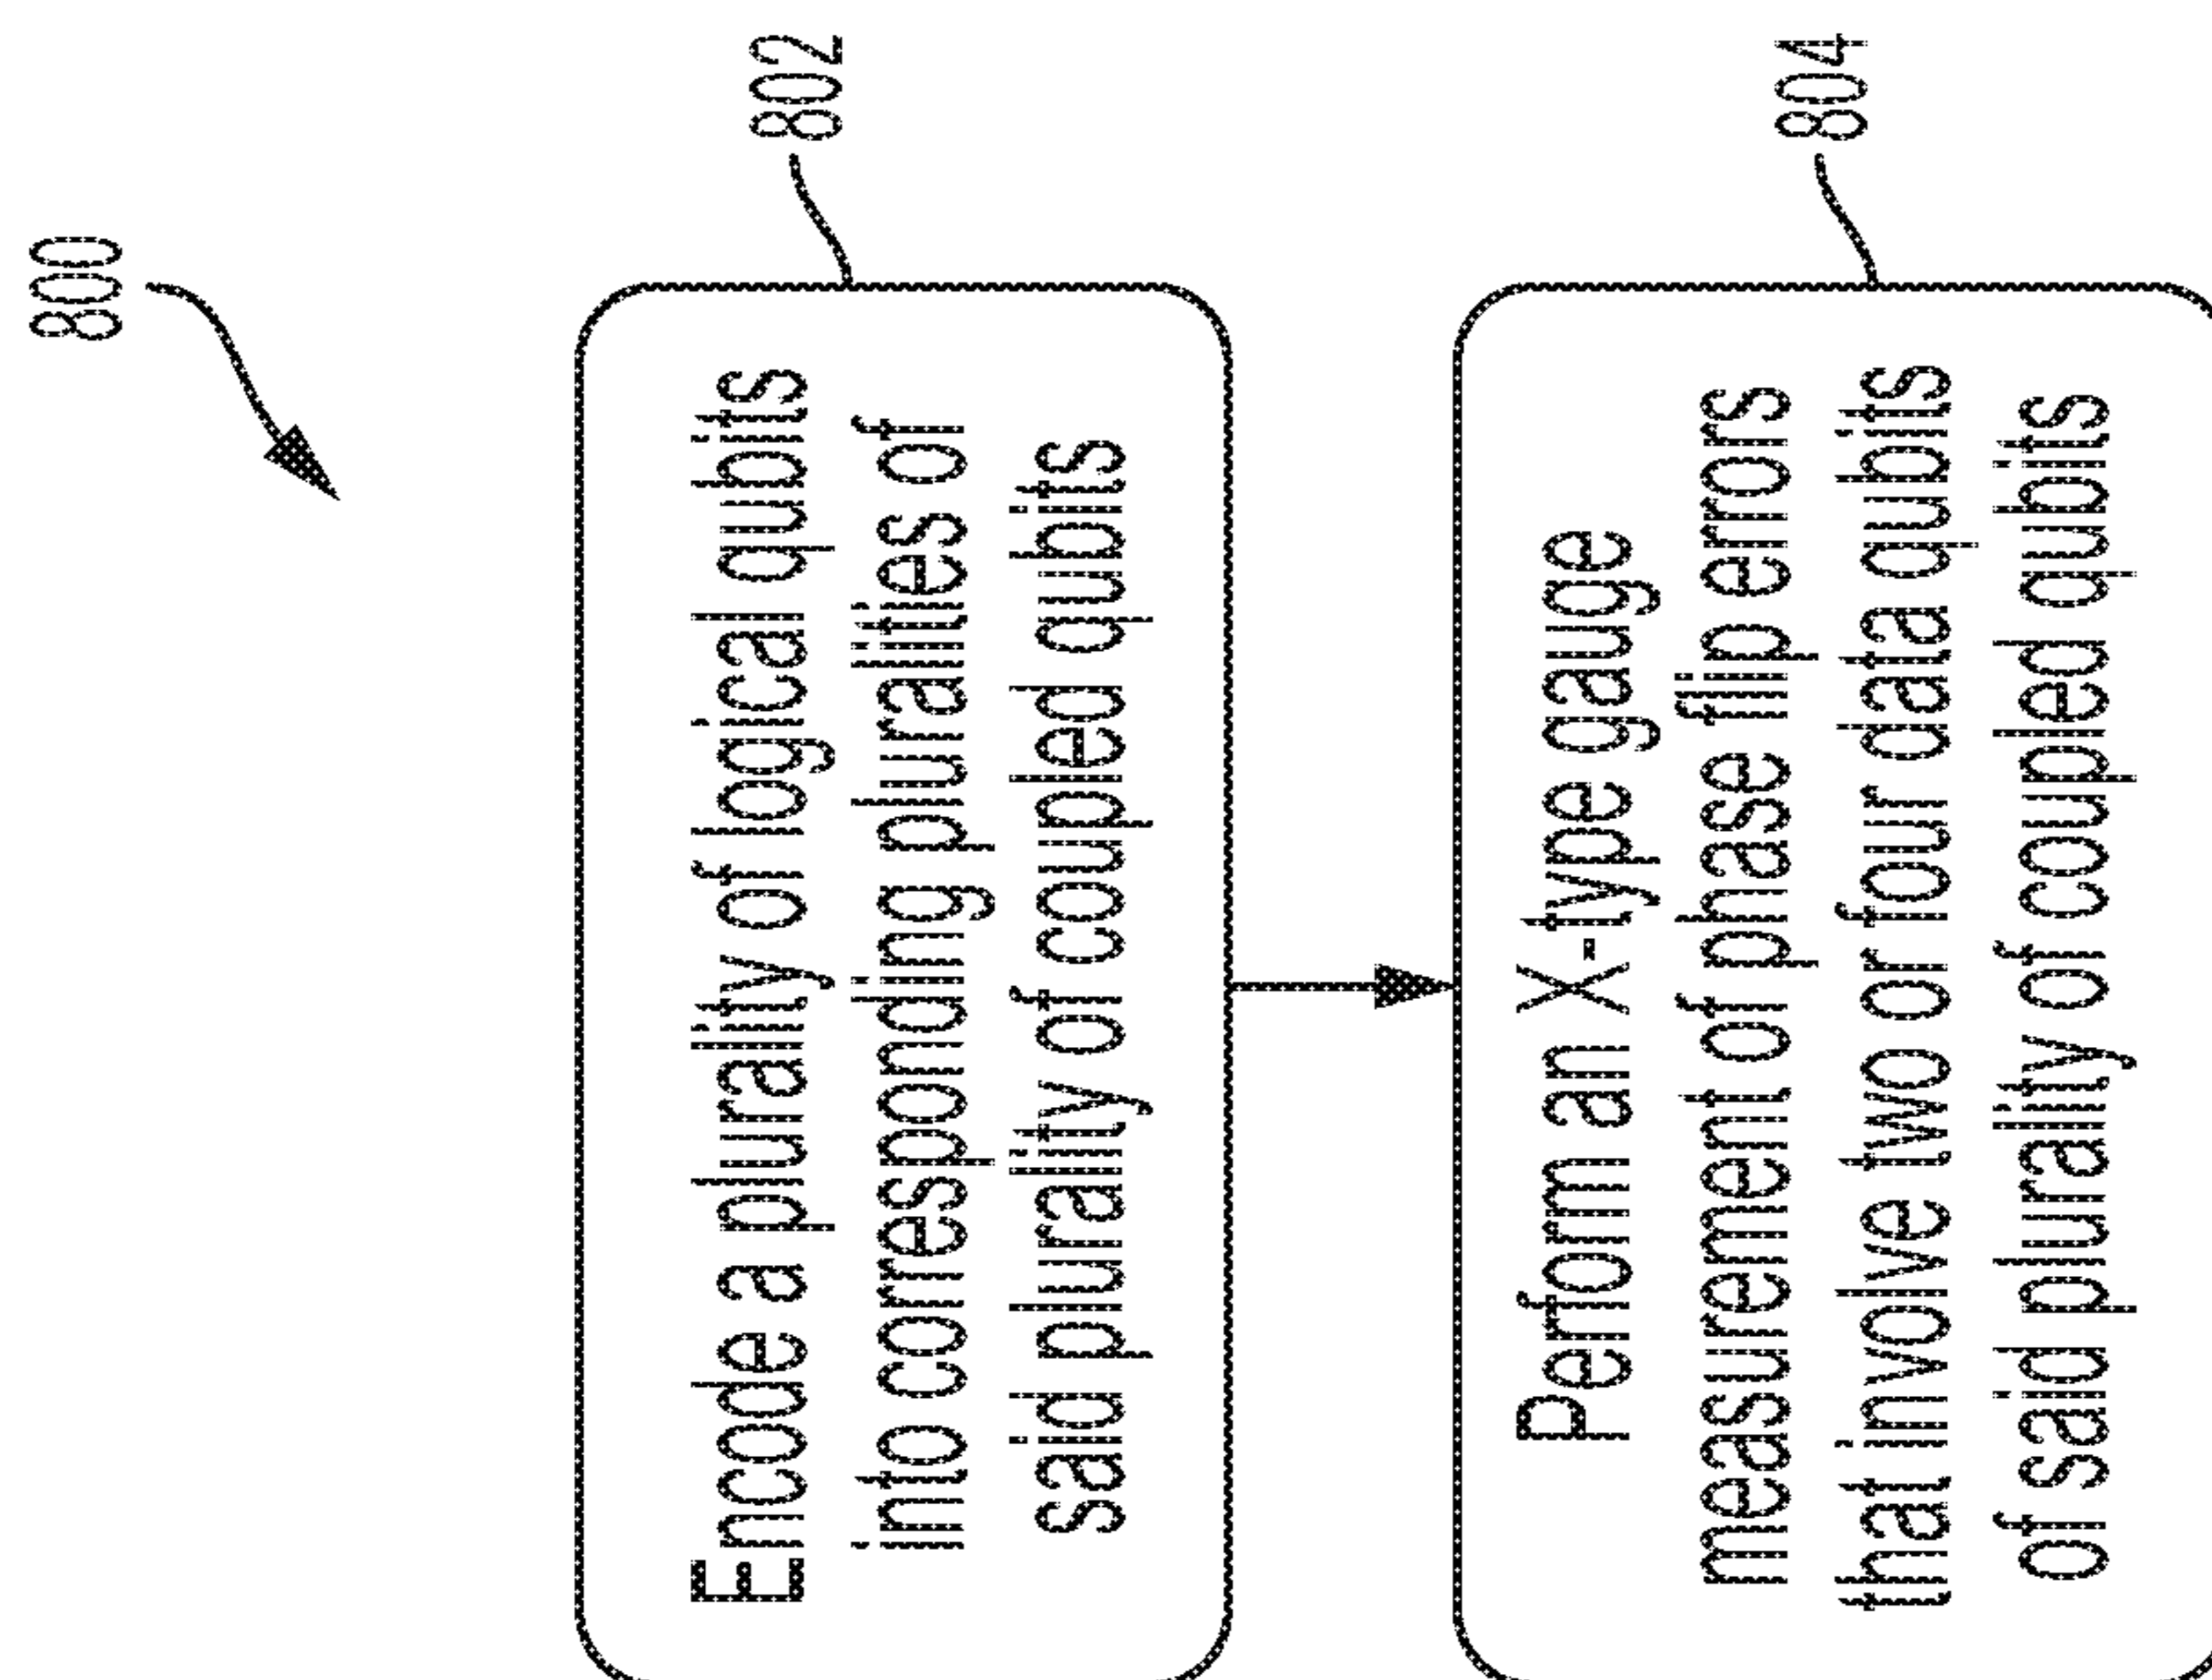 800
802
Encode a plurality of logical qubits
into corresponding pluralities of
said plurality of coupled qubits
804
Perform an X-type gauge
measurement of phase flip errors
that involve two or four data qubits
of said plurality of coupled qubits